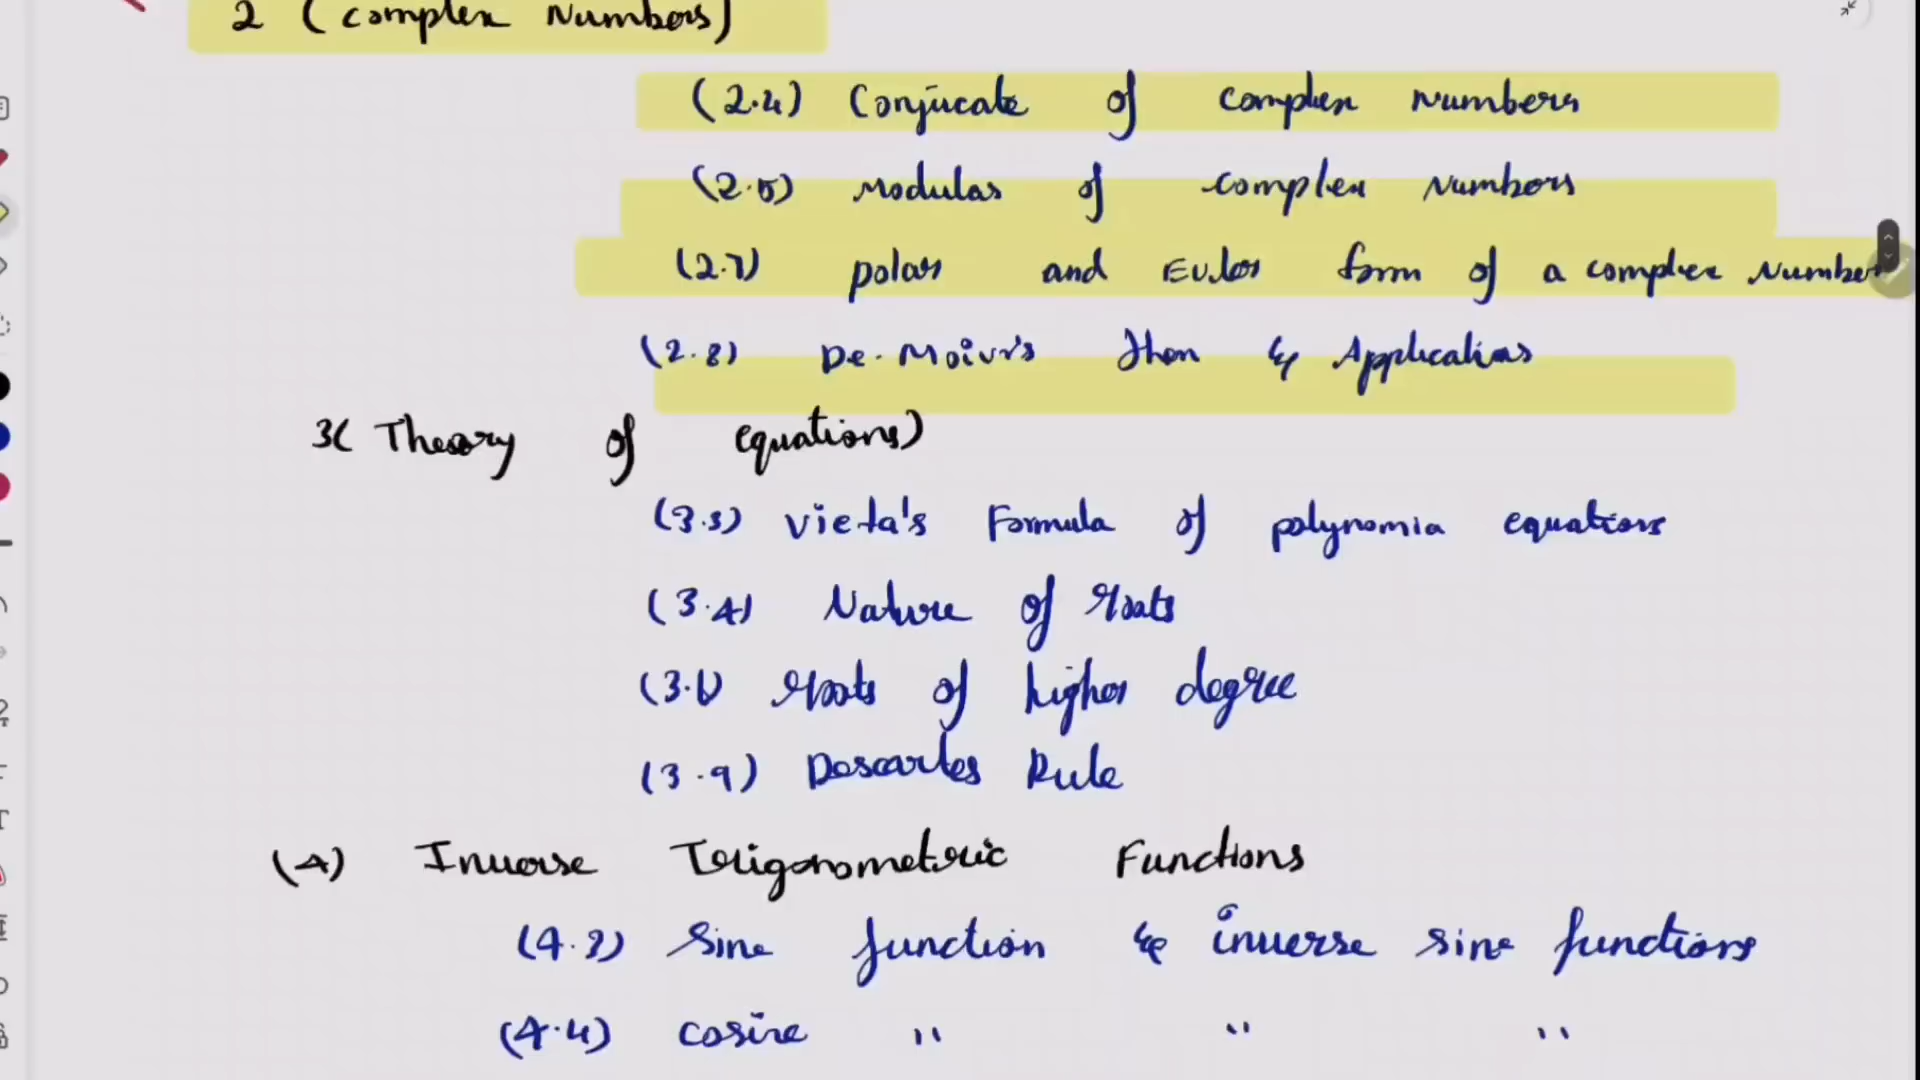 2 (Complex Numbers)
(2.4) Conjucate of complex numbers
(2.5) Modulas of complex Numbers
(2.7) polar and Euler form of a complex Number
(2.8) De-Moivr's & Applications
3( Theory of equations)
(3.3) Vieta's Formula of polynomia equations
(3.4) Nature of roots
roots of higher degree
(3.9) Descartes Rule
(4) Inverse Trigonometric Functions
(4.3) Sine function & inverse sine functions
(4.4) cosine " " "